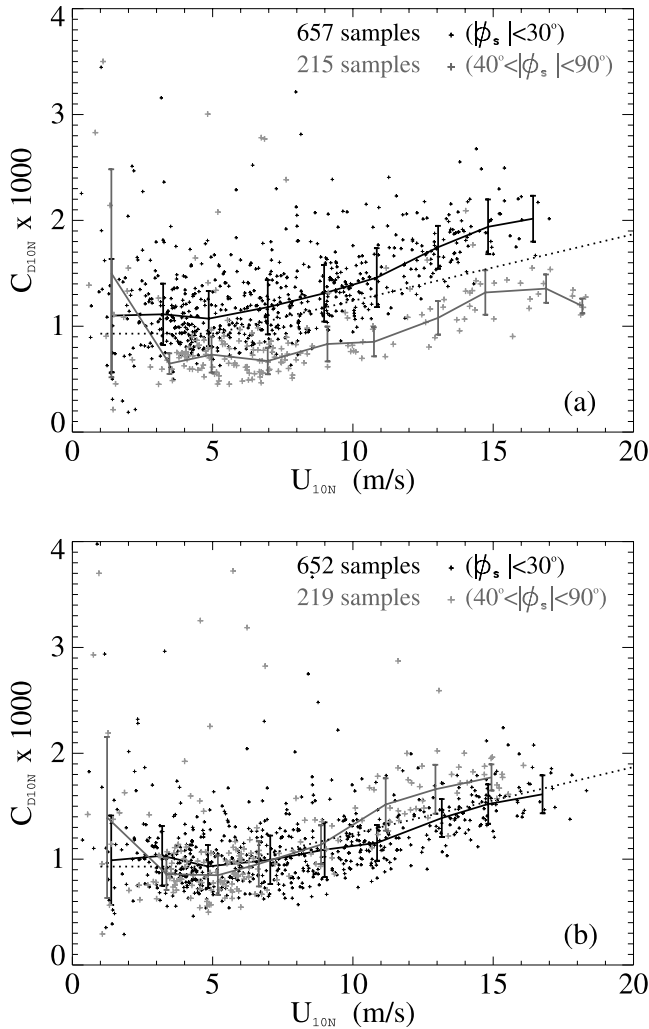 4
657 samples + (|ϕs|<30°)
215 samples + (40°<|ϕs|<90°)
3
CD10N x 1000
2
1
(a)
0
0 5 10 15 20
U10N (m/s)
4
652 samples + (|ϕs|<30°)
219 samples + (40°<|ϕs|<90°)
3
CD10N x 1000
2
1
(b)
0
0 5 10 15 20
U10N (m/s)